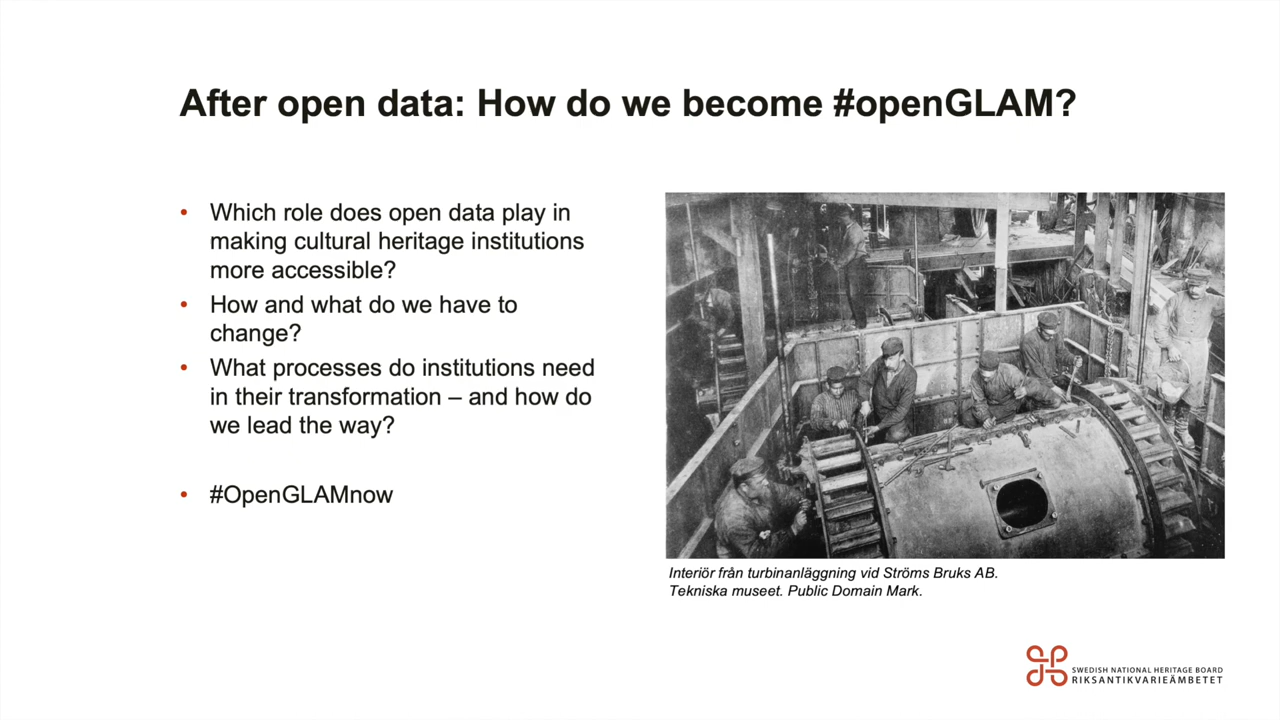 After open data: How do we become #openGLAM?
• Which role does open data play in
making cultural heritage institutions
more accessible?
• How and what do we have to
change?
• What processes do institutions need
in their transformation – and how do
we lead the way?
• #OpenGLAMnow
Interiör från turbinanläggning vid Ströms Bruks AB.
Tekniska museet. Public Domain Mark.
SWEDISH NATIONAL HERITAGE BOARD
RIKSANTIKVARIEÄMBETET